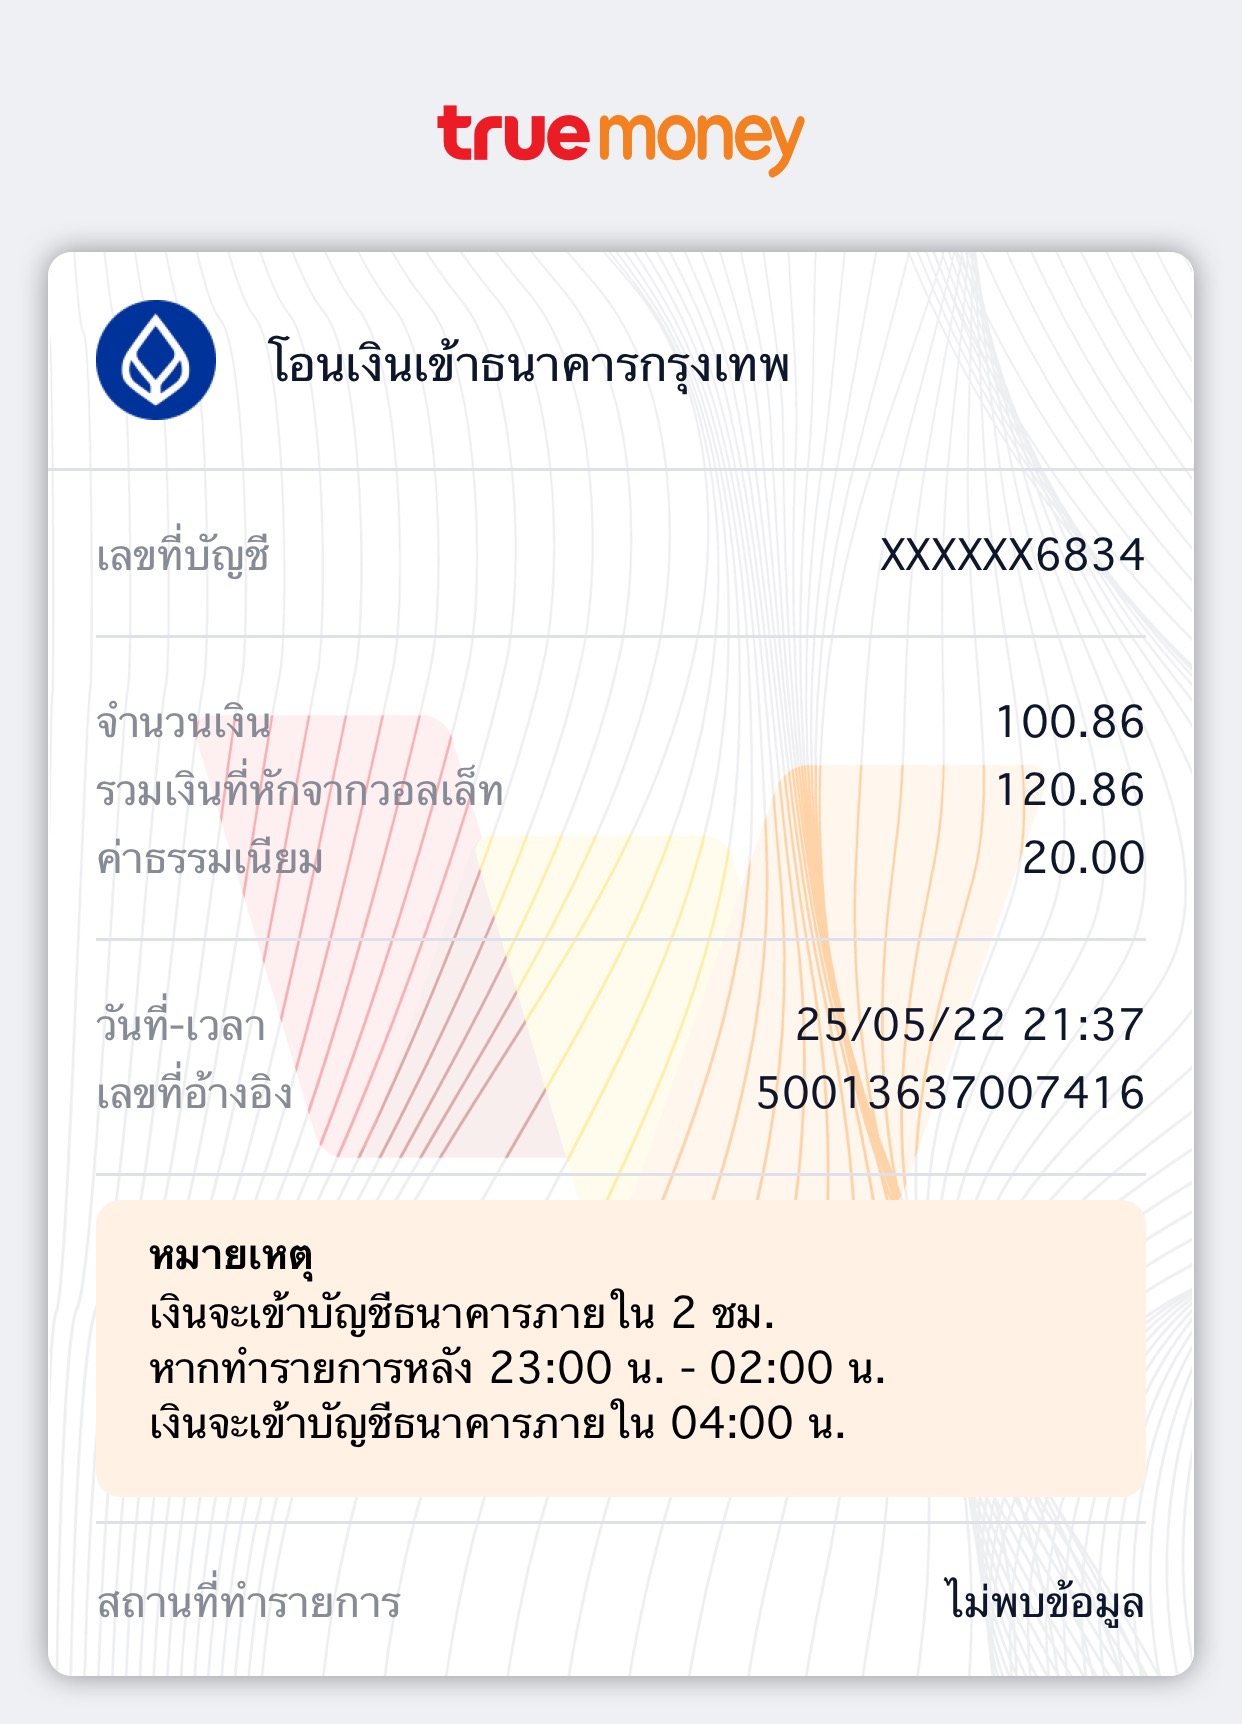 truemoney
โอนเงินเข้าธนาคารกรุงเทพ
เลขที่บัญชี XXXXXX6834
จำนวนเงิน 100.86
รวมเงินที่หักจากวอลเล็ท 120.86
ค่าธรรมเนียม 20.00
วันที่-เวลา 25/05/22 21:37
เลขที่อ้างอิง 50013637007416
หมายเหตุ
เงินจะเข้าบัญชีธนาคารภายใน 2 ชม.
หากทำรายการหลัง 23:00 น. - 02:00 น.
เงินจะเข้าบัญชีธนาคารภายใน 04:00 น.
สถานที่ทำรายการ ไม่พบข้อมูล